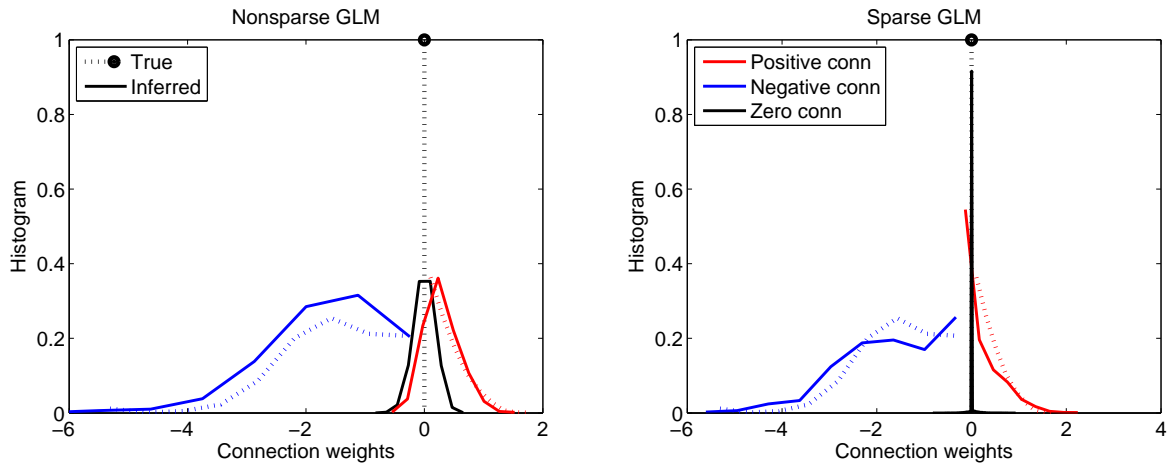 Nonsparse GLM
1
0.8
0.6
0.4
0.2
0
Histogram
True
Inferred
−6
−4
−2
0
2
Connection weights
Sparse GLM
1
0.8
0.6
0.4
0.2
0
Histogram
Positive conn
Negative conn
Zero conn
−6
−4
−2
0
2
4
Connection weights